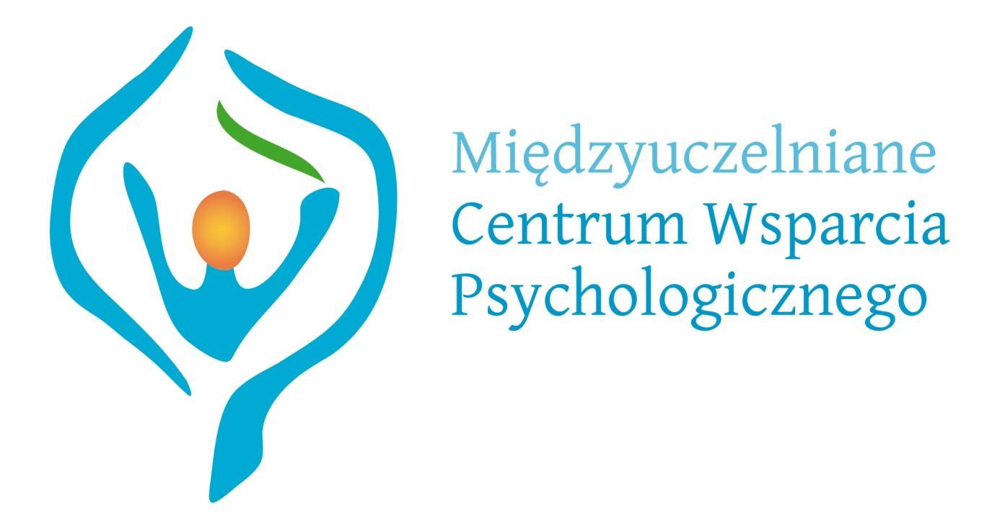 Międzyuczelniane
Centrum Wsparcia
Psychologicznego